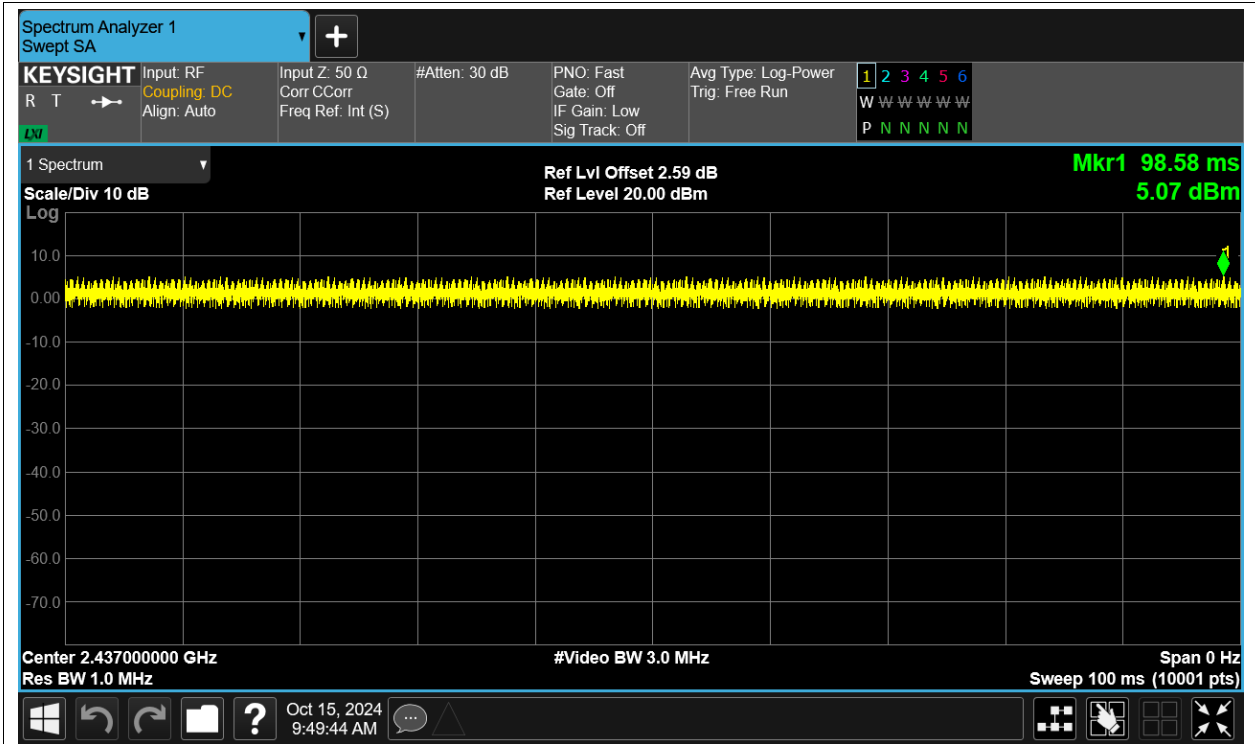 Spectrum Analyzer 1
Swept SA
KEYSIGHT
R T
LXI
Input: RF
Coupling: DC
Align: Auto
Input Z: 50 Ω
Corr CCorr
Freq Ref: Int (S)
#Atten: 30 dB
PNO: Fast
Gate: Off
IF Gain: Low
Sig Track: Off
Avg Type: Log-Power
Trig: Free Run
1 2 3 4 5 6
W W W W W W
P N N N N N
1 Spectrum
Scale/Div 10 dB
Ref Lvl Offset 2.59 dB
Ref Level 20.00 dBm
Mkr1 98.58 ms
5.07 dBm
Log
10.0
0.00
-10.0
-20.0
-30.0
-40.0
-50.0
-60.0
-70.0
1
Center 2.437000000 GHz
#Video BW 3.0 MHz
Span 0 Hz
Res BW 1.0 MHz
Sweep 100 ms (10001 pts)
?
Oct 15, 2024
9:49:44 AM